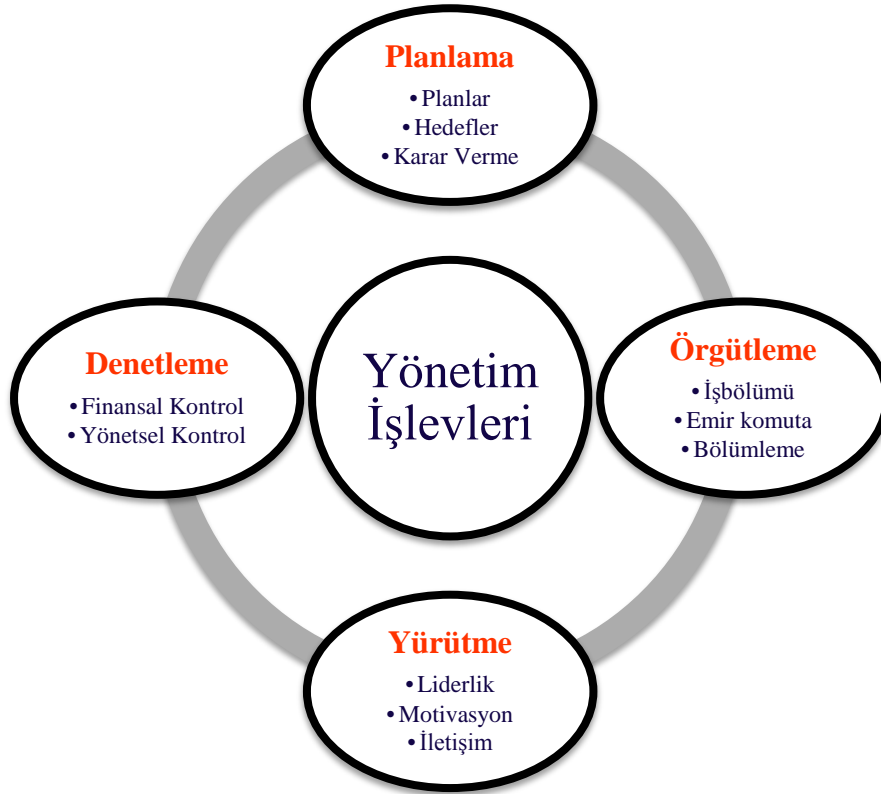 Planlama
• Planlar
• Hedefler
• Karar Verme
Denetleme
• Finansal Kontrol
• Yönetsel Kontrol
Yönetim
İşlevleri
Örgütleme
• İşbölümü
• Emir komuta
• Bölümleme
Yürütme
• Liderlik
• Motivasyon
• İletişim